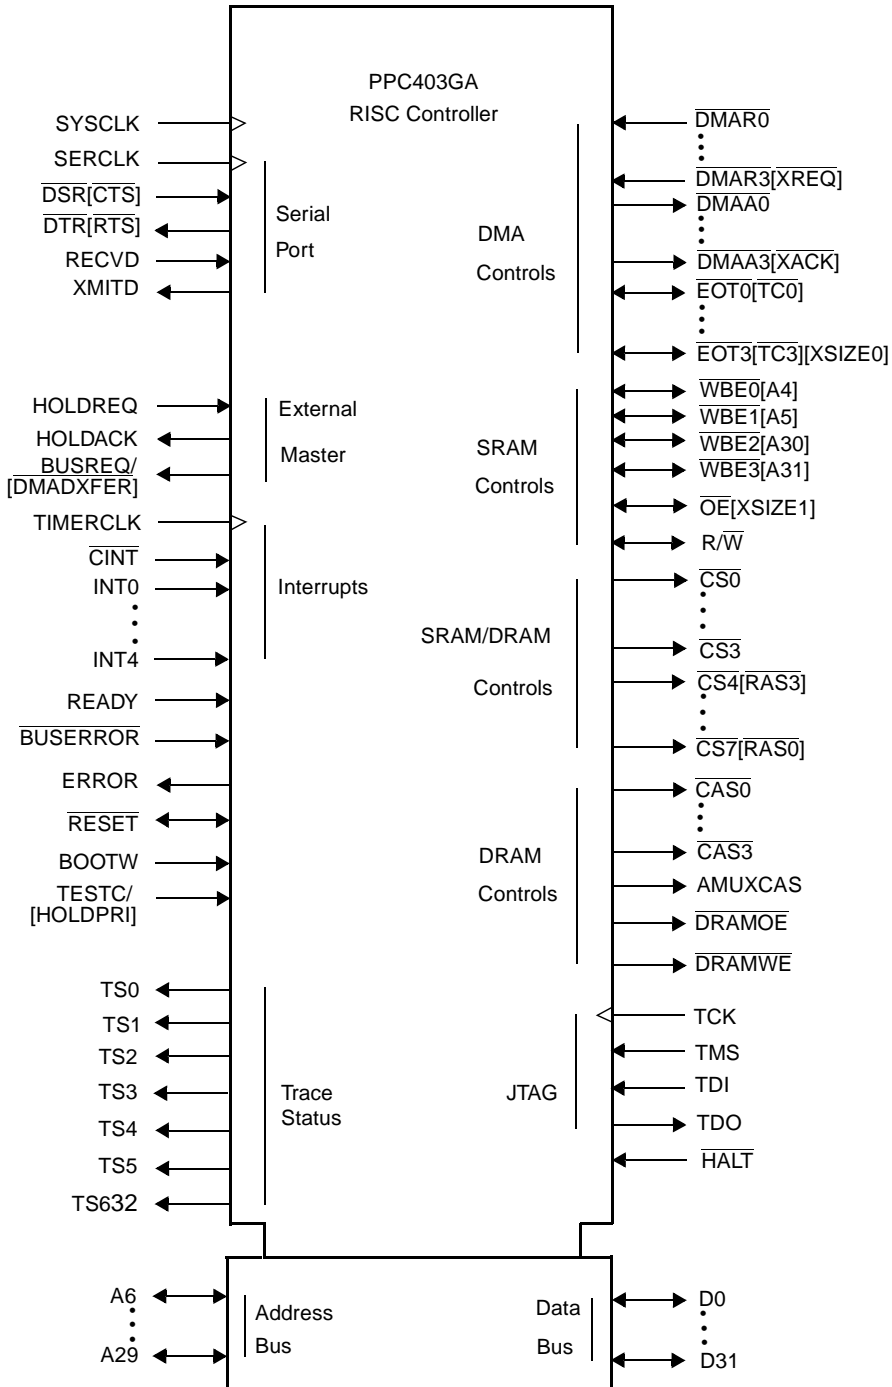 PPC403GA
RISC Controller
SYSCLK
SERCLK
DSR[CTS]
DTR[RTS]
RECVD
XMITD
Serial
Port
HOLDREQ
HOLDACK
BUSREQ/
[DMADXFER]
External
Master
TIMERCLK
CINT
INT0
INT4
Interrupts
READY
BUSERROR
ERROR
RESET
BOOTW
TESTC/
[HOLDPRI]
TS0
TS1
TS2
TS3
TS4
TS5
TS632
Trace
Status
DMA
Controls
DMAR0
DMAR3[XREQ]
DMAA0
DMAA3[XACK]
EOT0[TC0]
EOT3[TC3][XSIZE0]
SRAM
Controls
WBE0[A4]
WBE1[A5]
WBE2[A30]
WBE3[A31]
OE[XSIZE1]
R/W
SRAM/DRAM
Controls
CS0
CS3
CS4[RAS3]
CS7[RAS0]
DRAM
Controls
CAS0
CAS3
AMUXCAS
DRAMOE
DRAMWE
JTAG
TCK
TMS
TDI
TDO
HALT
A6
A29
Address
Bus
Data
Bus
D0
D31